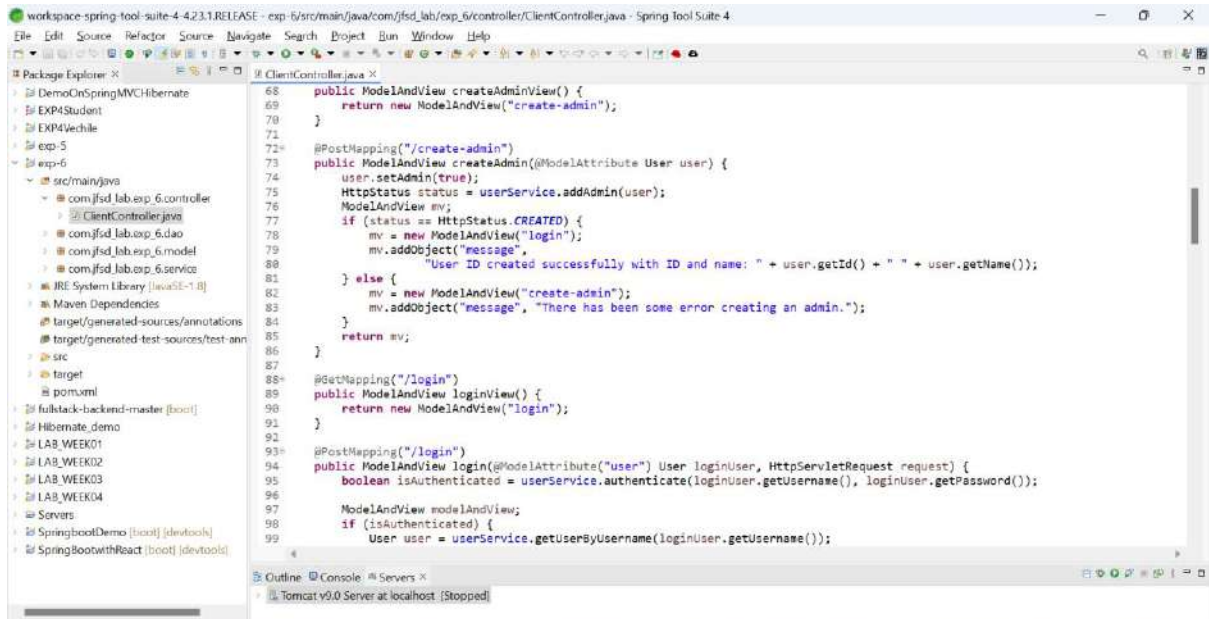 workspace-spring-tool-suite-4-4.23.1.RELEASE - exp-6/src/main/java/com/jfsd_lab/exp_6/controller/ClientController.java - Spring Tool Suite 4
File Edit Source Refactor Source Navigate Search Project Run Window Help
Package Explorer
DemoOnSpringMVCHibernate
EXP4Student
EXP4Vechile
exp-5
exp-6
src/main/java
com.jfsd_lab.exp_6.controller
ClientController.java
com.jfsd_lab.exp_6.dao
com.jfsd_lab.exp_6.model
com.jfsd_lab.exp_6.service
JRE System Library [JavaSE-1.8]
Maven Dependencies
target/generated-sources/annotations
target/generated-test-sources/test-ann
src
target
pom.xml
fullstack-backend-master [boot]
Hibernate_demo
LAB_WEEK01
LAB_WEEK02
LAB_WEEK03
LAB_WEEK04
Servers
SpringbootDemo [boot] [devtools]
SpringBootwithReact [boot] [devtools]
ClientController.java
68 public ModelAndView createAdminView() {
69 return new ModelAndView("create-admin");
70 }
71
72 @PostMapping("/create-admin")
73 public ModelAndView createAdmin(@ModelAttribute User user) {
74 user.setAdmin(true);
75 HttpStatus status = userService.addAdmin(user);
76 ModelAndView mv;
77 if (status == HttpStatus.CREATED) {
78 mv = new ModelAndView("login");
79 mv.addObject("message",
80 "User ID created successfully with ID and name: " + user.getId() + " " + user.getName());
81 } else {
82 mv = new ModelAndView("create-admin");
83 mv.addObject("message", "There has been some error creating an admin.");
84 }
85 return mv;
86 }
87
88 @GetMapping("/login")
89 public ModelAndView loginView() {
90 return new ModelAndView("login");
91 }
92
93 @PostMapping("/login")
94 public ModelAndView login(@ModelAttribute("user") User loginUser, HttpServletRequest request) {
95 boolean isAuthenticated = userService.authenticate(loginUser.getUsername(), loginUser.getPassword());
96
97 ModelAndView modelAndView;
98 if (isAuthenticated) {
99 User user = userService.getUserByUsername(loginUser.getUsername());
Outline Console Servers
Tomcat v9.0 Server at localhost [Stopped]